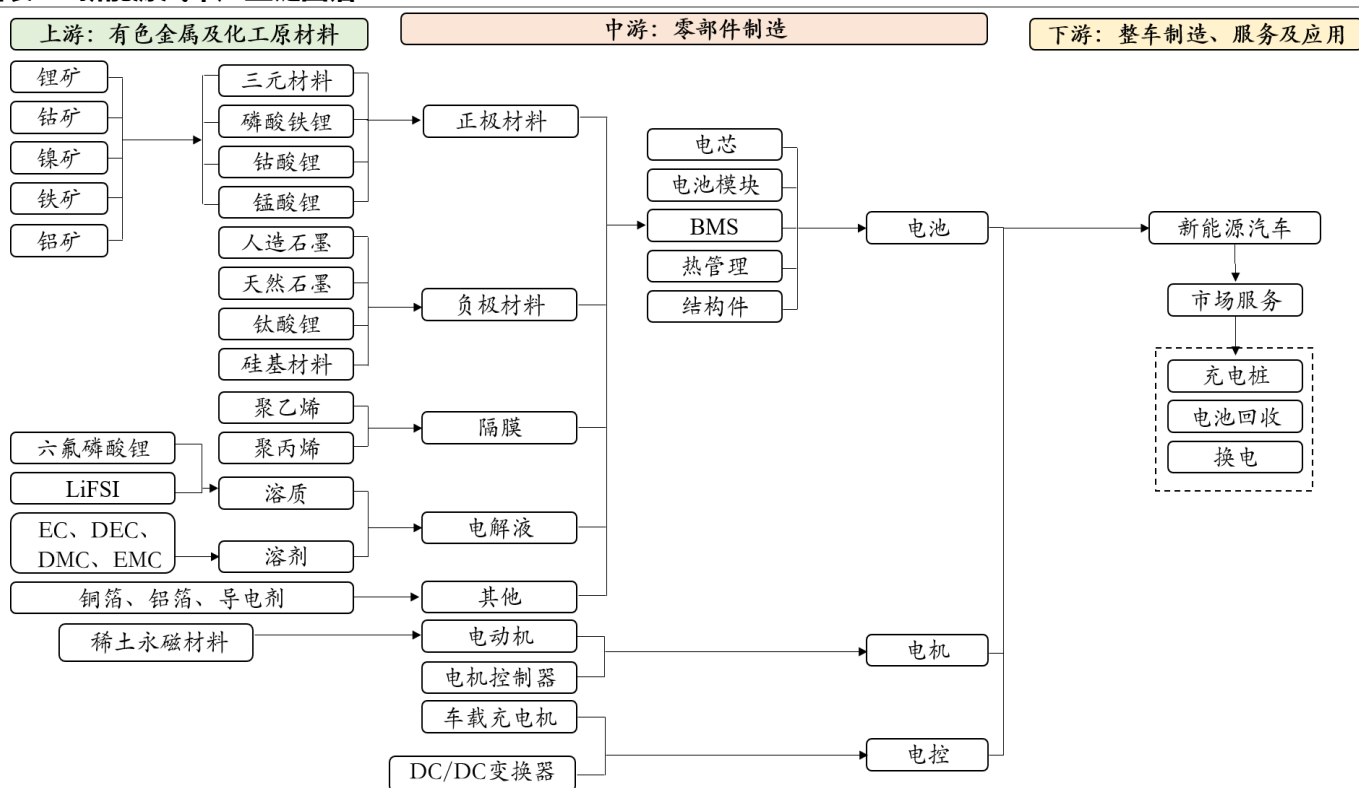 上游：有色金属及化工原材料
中游：零部件制造
下游：整车制造、服务及应用
锂矿
钴矿
镍矿
铁矿
铝矿
三元材料
磷酸铁锂
钴酸锂
锰酸锂
人造石墨
天然石墨
钛酸锂
硅基材料
聚乙烯
聚丙烯
六氟磷酸锂
LiFSI
EC、DEC、
DMC、EMC
溶质
溶剂
铜箔、铝箔、导电剂
稀土永磁材料
正极材料
负极材料
隔膜
电解液
其他
电动机
电机控制器
车载充电机
DC/DC变换器
电芯
电池模块
BMS
热管理
结构件
电池
电机
电控
新能源汽车
市场服务
充电桩
电池回收
换电